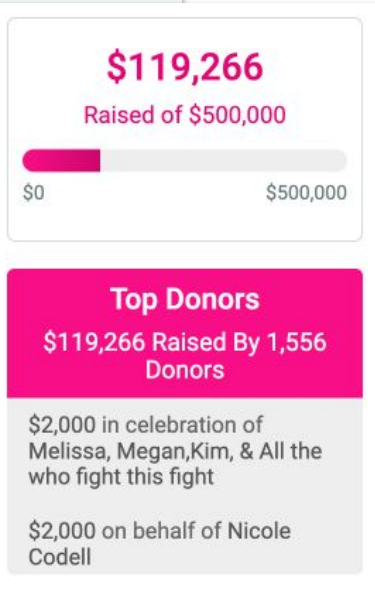 $119,266
Raised of $500,000
$0 $500,000
Top Donors
$119,266 Raised By 1,556
Donors
$2,000 in celebration of
Melissa, Megan,Kim, & All the
who fight this fight
$2,000 on behalf of Nicole
Codell